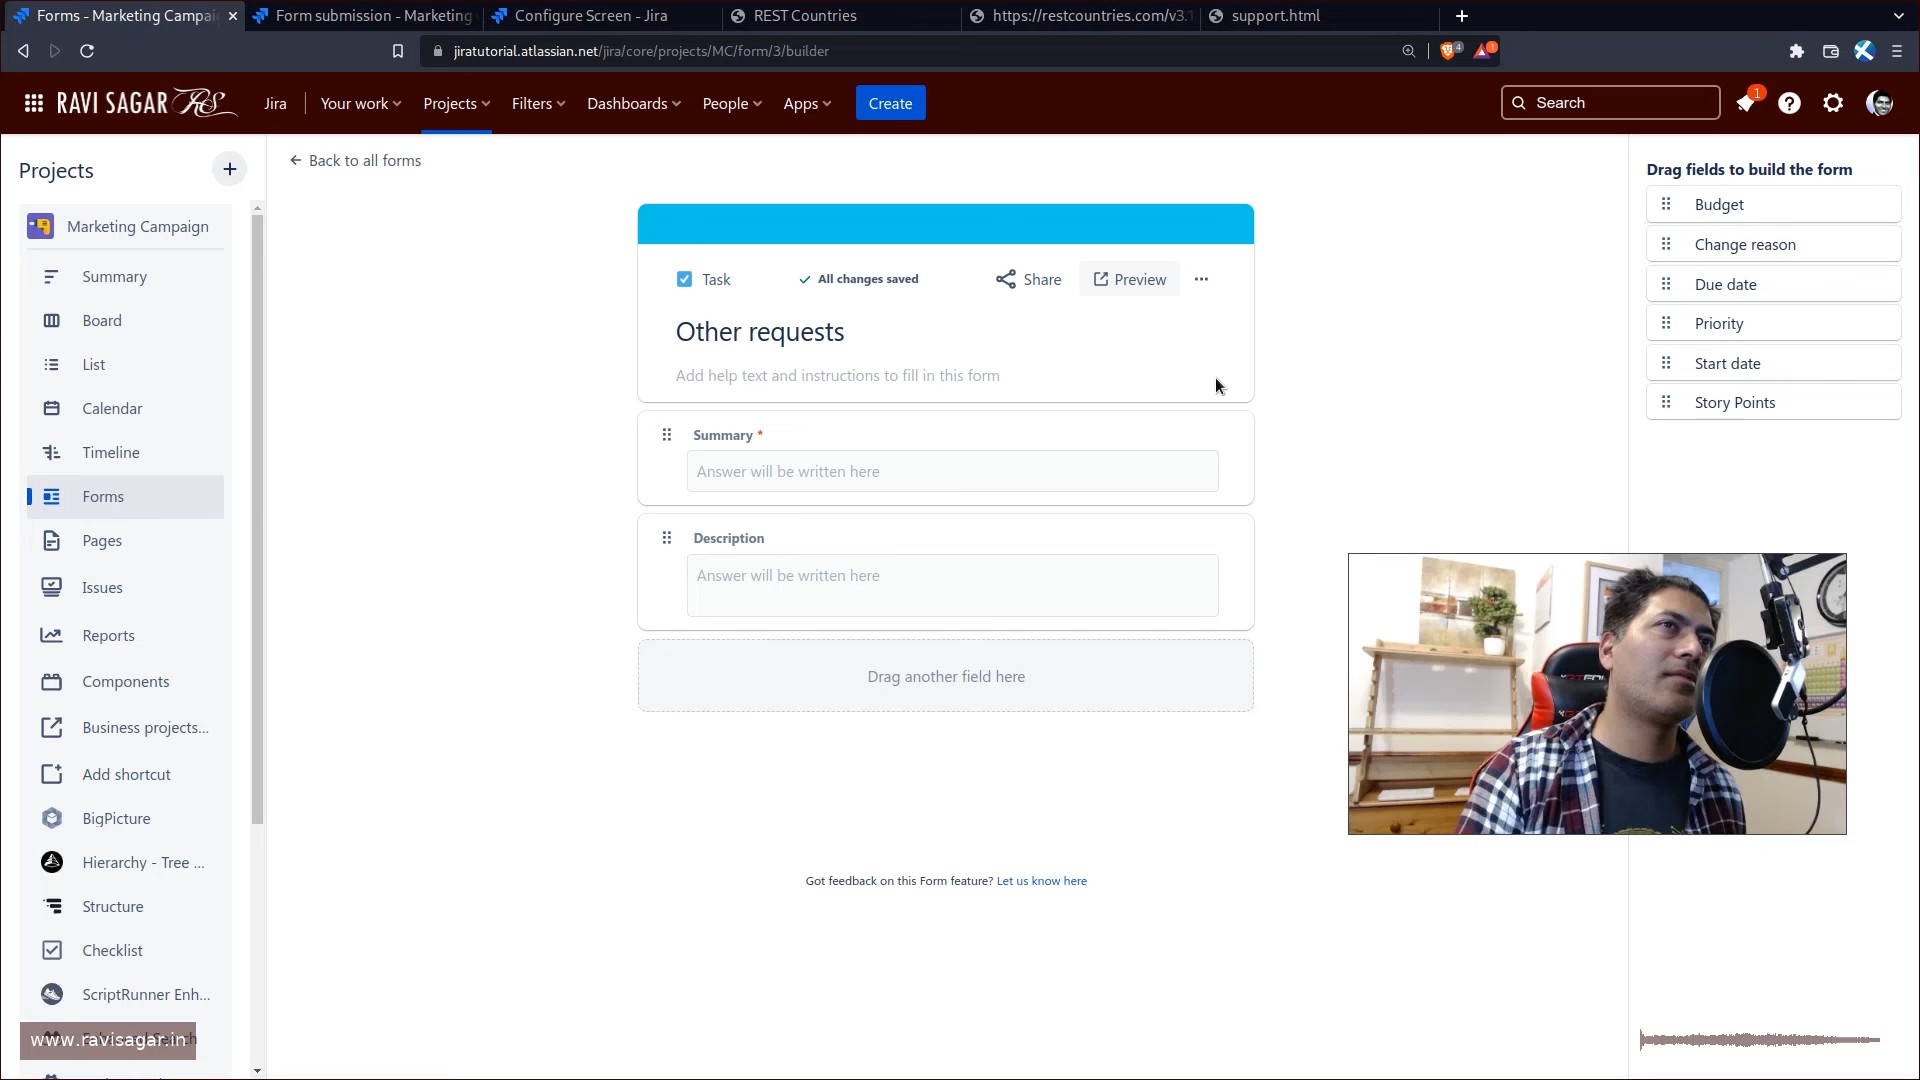 Forms - Marketing Campai
Form submission - Marketing
Configure Screen - Jira
REST Countries
https://restcountries.com/v3.1
support.html
jiratutorial.atlassian.net/jira/core/projects/MC/form/3/builder
4
1
RAVI SAGAR RS
Jira
Your work
Projects
Filters
Dashboards
People
Apps
Create
Search
1
Projects
Marketing Campaign
Summary
Board
List
Calendar
Timeline
Forms
Pages
Issues
Reports
Components
Business projects...
Add shortcut
BigPicture
Hierarchy - Tree ...
Structure
Checklist
ScriptRunner Enh...
www.ravisagar.in
Back to all forms
Task
All changes saved
Share
Preview
Other requests
Add help text and instructions to fill in this form
Summary *
Answer will be written here
Description
Answer will be written here
Drag another field here
Got feedback on this Form feature? Let us know here
Drag fields to build the form
Budget
Change reason
Due date
Priority
Start date
Story Points